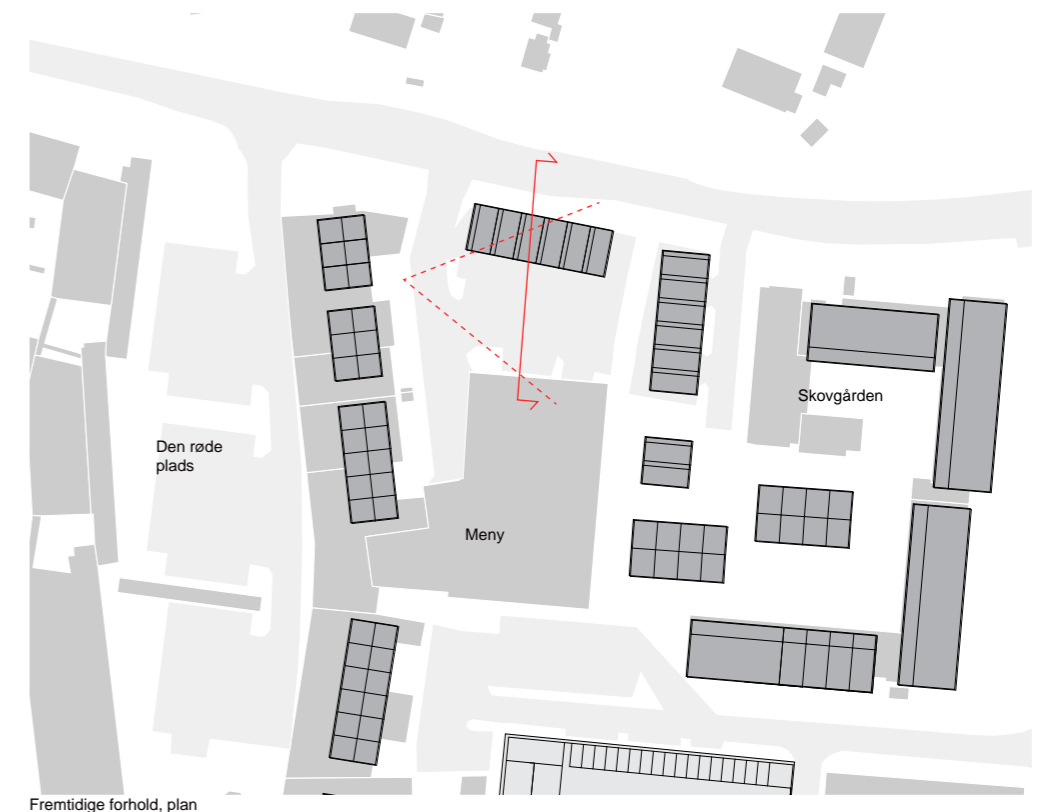 Skovgården
Den røde
plads
Meny
Fremtidige forhold, plan